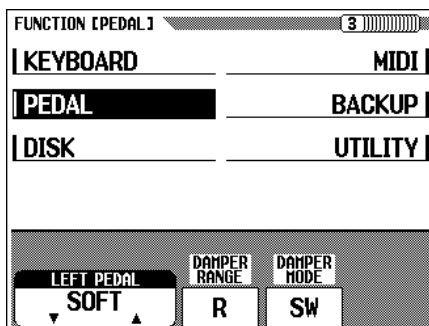 FUNCTION [PEDAL] 3
KEYBOARD MIDI
PEDAL BACKUP
DISK UTILITY
LEFT PEDAL DAMPER RANGE DAMPER MODE
SOFT R SW